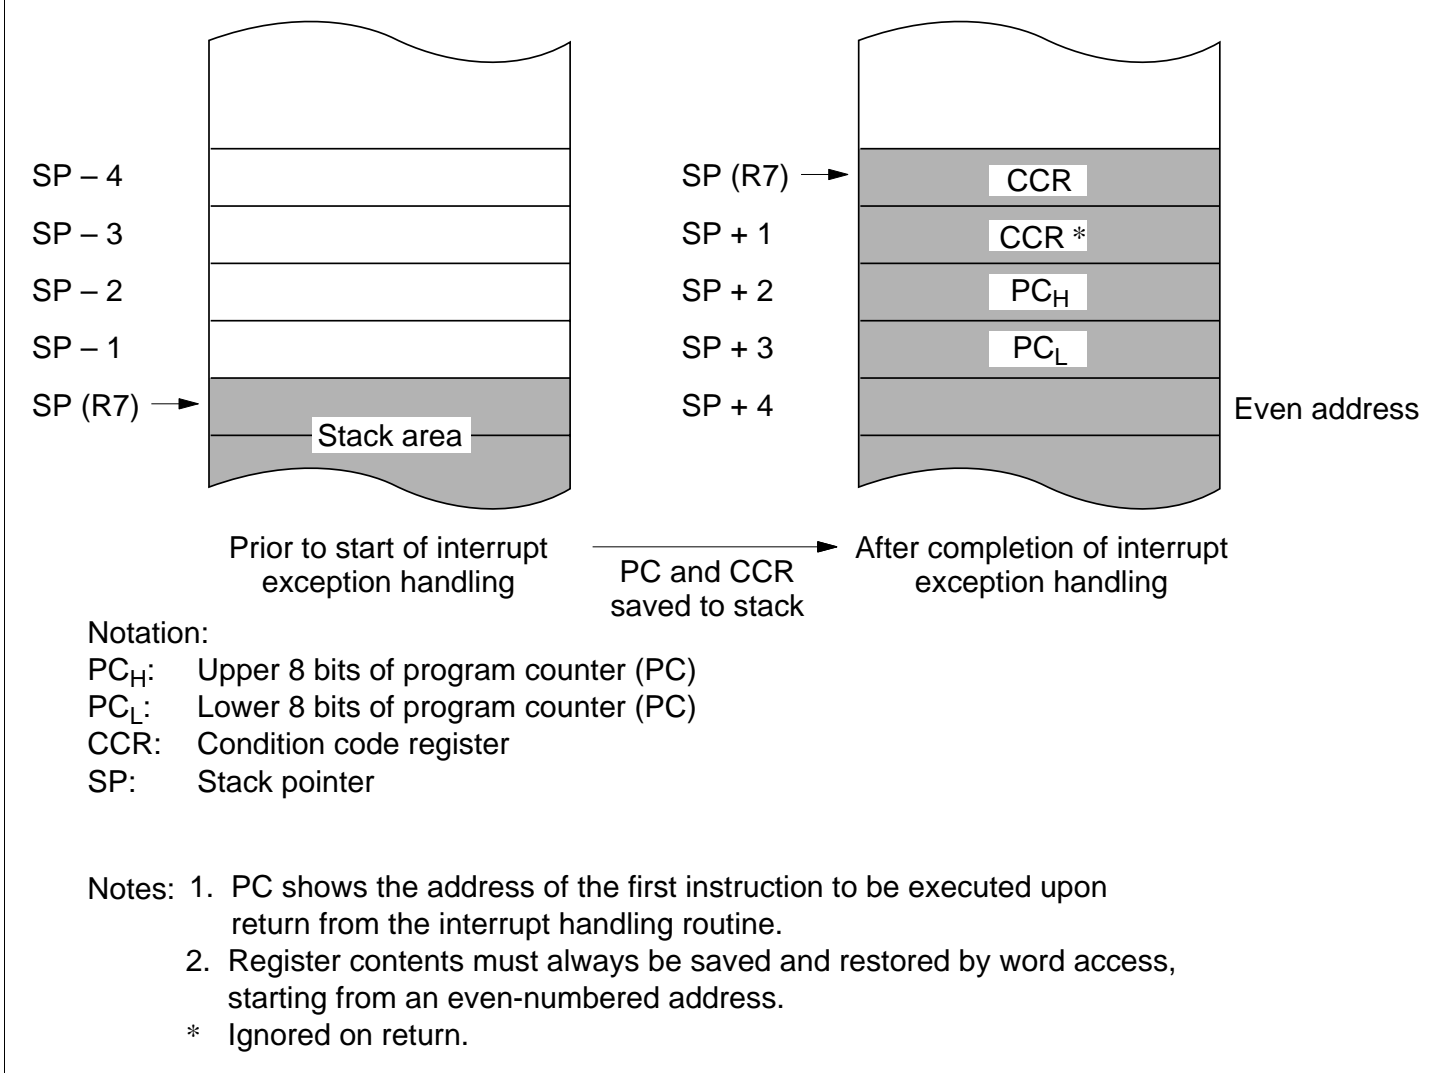 SP – 4
SP – 3
SP – 2
SP – 1
SP (R7)
Stack area
SP (R7)
SP + 1
SP + 2
SP + 3
SP + 4
CCR
CCR *
PCH
PCL
Even address
Prior to start of interrupt
exception handling
PC and CCR
saved to stack
After completion of interrupt
exception handling
Notation:
PCH: Upper 8 bits of program counter (PC)
PCL: Lower 8 bits of program counter (PC)
CCR: Condition code register
SP: Stack pointer
Notes: 1. PC shows the address of the first instruction to be executed upon
return from the interrupt handling routine.
2. Register contents must always be saved and restored by word access,
starting from an even-numbered address.
* Ignored on return.